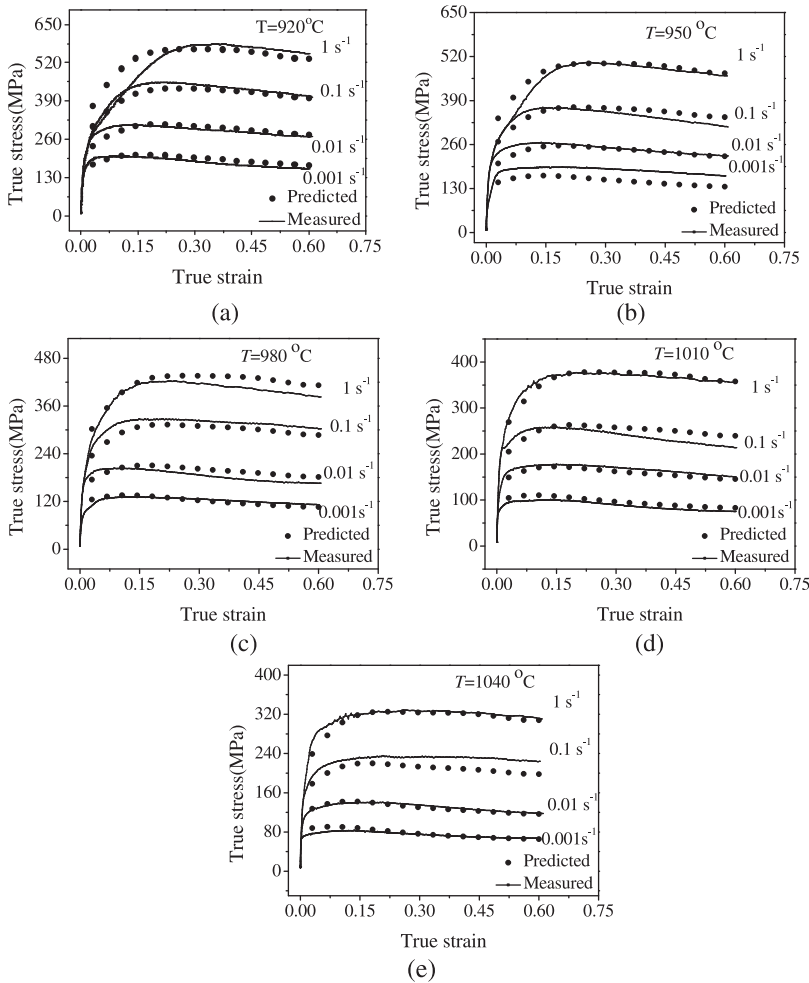 T=920°C
650
520
390
260
130
0
True stress(MPa)
1 s-1
0.1 s-1
0.01 s-1
0.001 s-1
Predicted
Measured
0.00 0.15 0.30 0.45 0.60 0.75
True strain
(a)
T=950 °C
650
520
390
260
130
0
True stress(MPa)
1 s-1
0.1 s-1
0.01 s-1
0.001s-1
Predicted
Measured
0.00 0.15 0.30 0.45 0.60 0.75
True strain
(b)
T=980 °C
480
360
240
120
0
True stress(MPa)
1 s-1
0.1 s-1
0.01 s-1
0.001s-1
Predicted
Measured
0.00 0.15 0.30 0.45 0.60 0.75
True strain
(c)
T=1010 °C
400
300
200
100
0
True stress(MPa)
1 s-1
0.1 s-1
0.01 s-1
0.001s-1
Predicted
Measured
0.00 0.15 0.30 0.45 0.60 0.75
True strain
(d)
T=1040 °C
400
320
240
160
80
0
True stress(MPa)
1 s-1
0.1 s-1
0.01 s-1
0.001s-1
Predicted
Measured
0.00 0.15 0.30 0.45 0.60 0.75
True strain
(e)